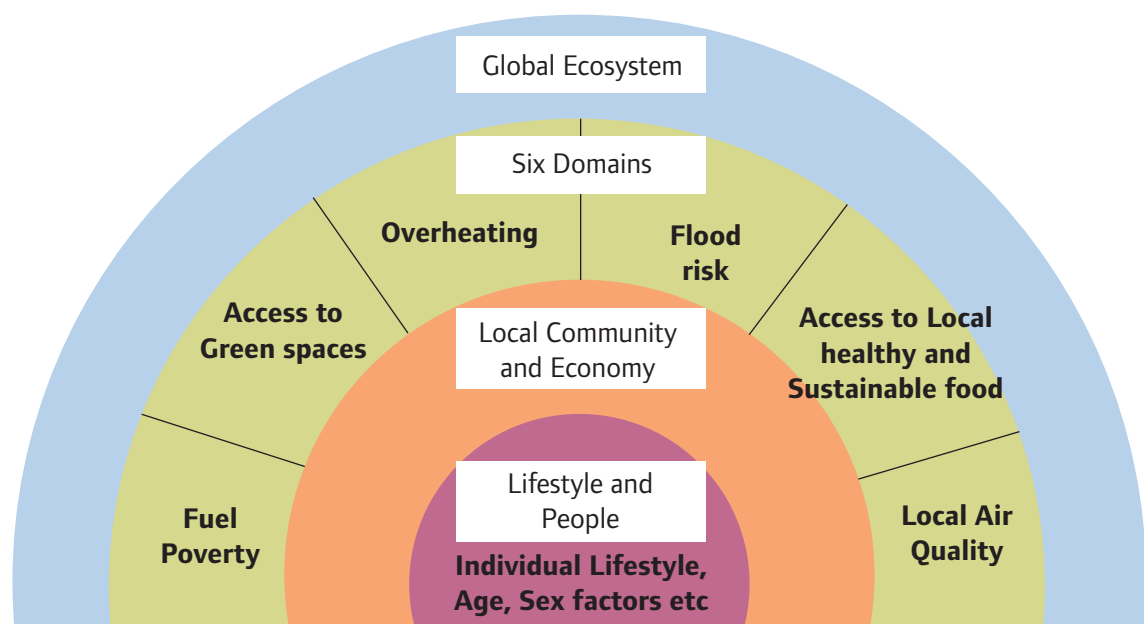 Global Ecosystem
Six Domains
Overheating
Flood
risk
Access to
Green spaces
Access to Local
healthy and
Sustainable food
Local Community
and Economy
Fuel
Poverty
Lifestyle and
People
Individual Lifestyle,
Age, Sex factors etc
Local Air
Quality